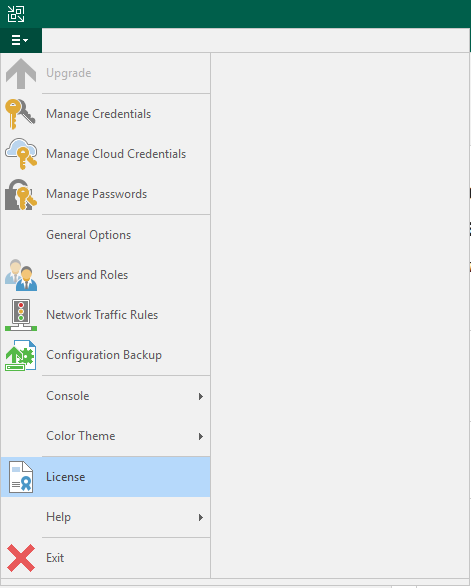 Upgrade
Manage Credentials
Manage Cloud Credentials
Manage Passwords
General Options
Users and Roles
Network Traffic Rules
Configuration Backup
Console
Color Theme
License
Help
Exit